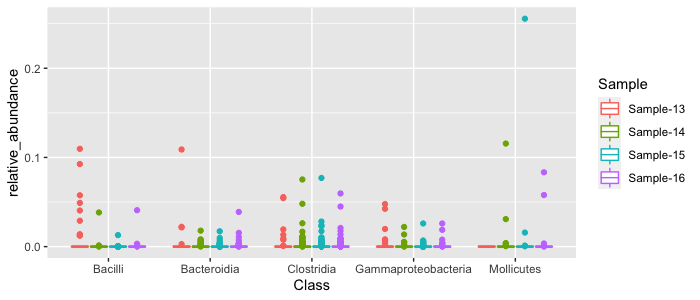 relative_abundance
0.2
0.1
0.0
Bacilli
Bacteroidia
Clostridia
Gammaproteobacteria
Mollicutes
Class
Sample
Sample-13
Sample-14
Sample-15
Sample-16